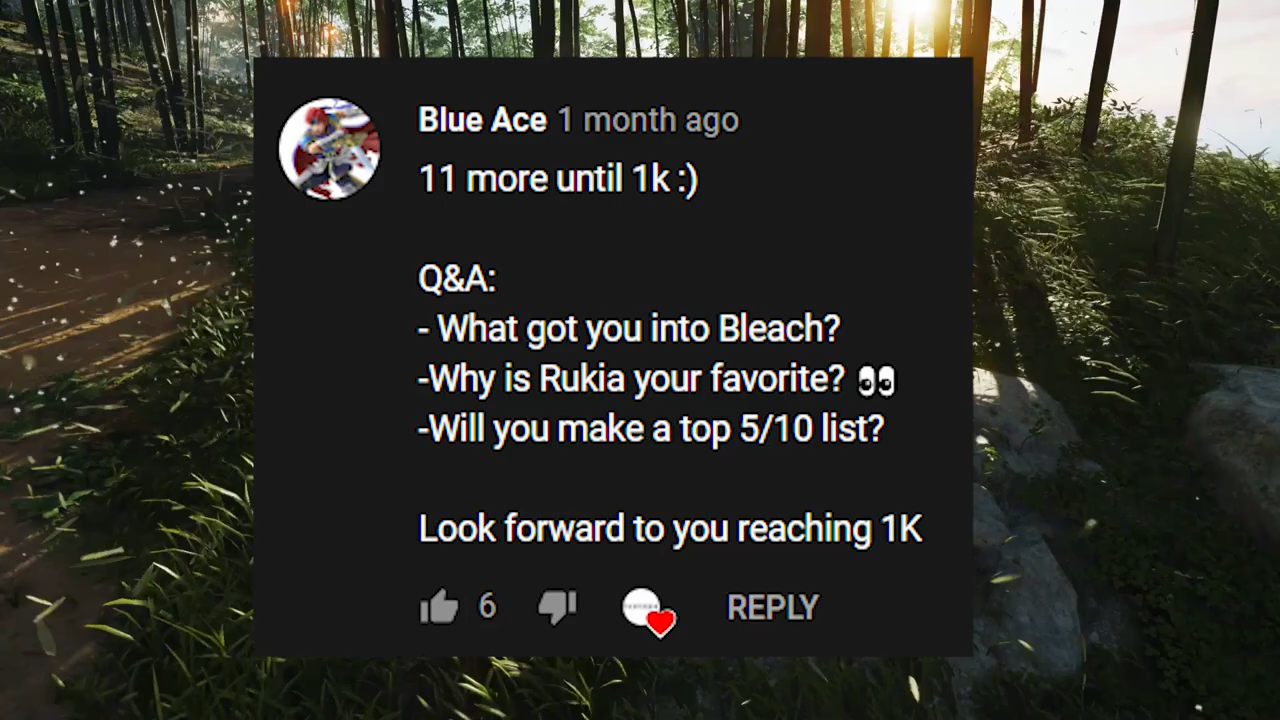 Blue Ace 1 month ago
11 more until 1k :)
Q&A:
- What got you into Bleach?
-Why is Rukia your favorite? 👀
-Will you make a top 5/10 list?
Look forward to you reaching 1K
6
REPLY